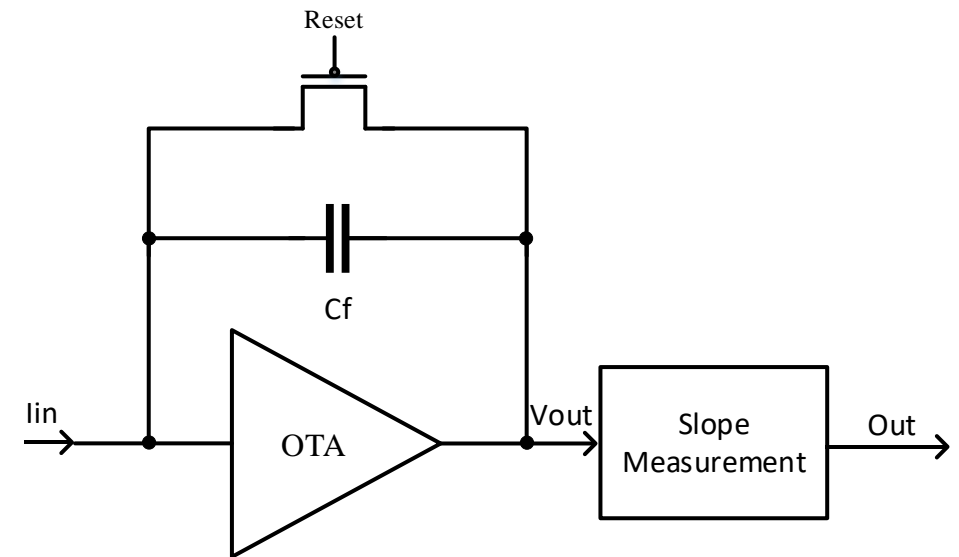 Reset
Cf
Iin
OTA
Vout
Slope
Measurement
Out